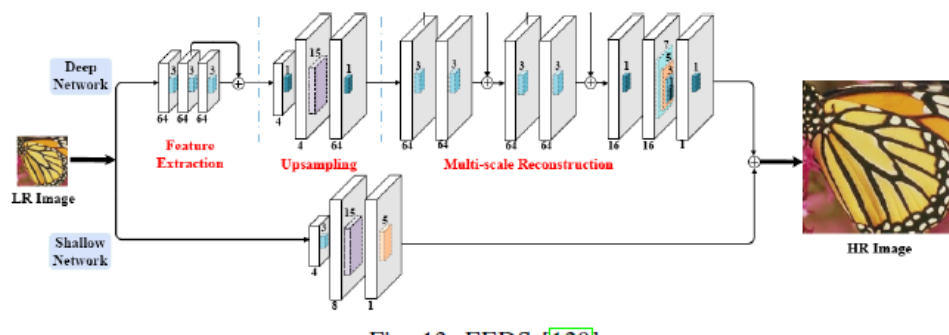 15
7
5
3 3 3
1
1
3 3
3 3
1
3
1
Deep
Network
64 64 64
4
4 64
64 64
64 64
16 16 1
Feature
Extraction
Upsampling
Multi-scale Reconstruction
LR Image
HR Image
Shallow
Network
3
15
5
4
8
1